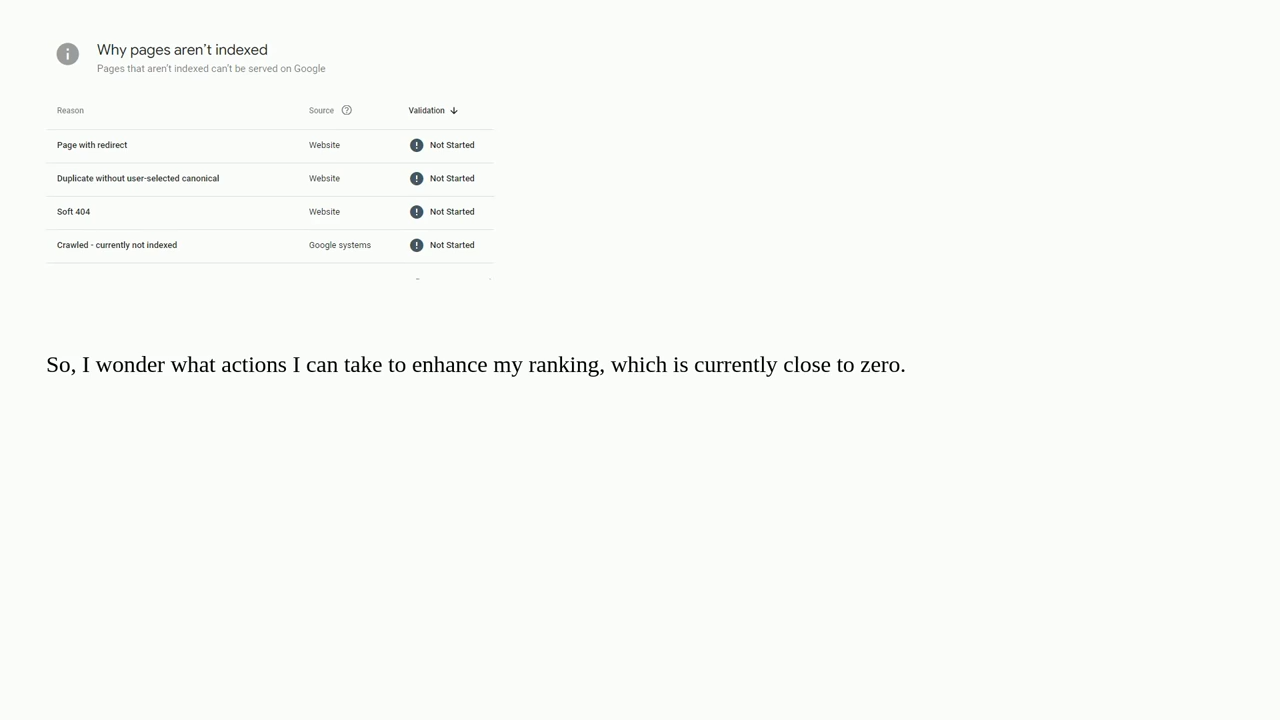 Why pages aren’t indexed
Pages that aren’t indexed can’t be served on Google
Reason Source Validation
Page with redirect Website Not Started
Duplicate without user-selected canonical Website Not Started
Soft 404 Website Not Started
Crawled - currently not indexed Google systems Not Started
So, I wonder what actions I can take to enhance my ranking, which is currently close to zero.